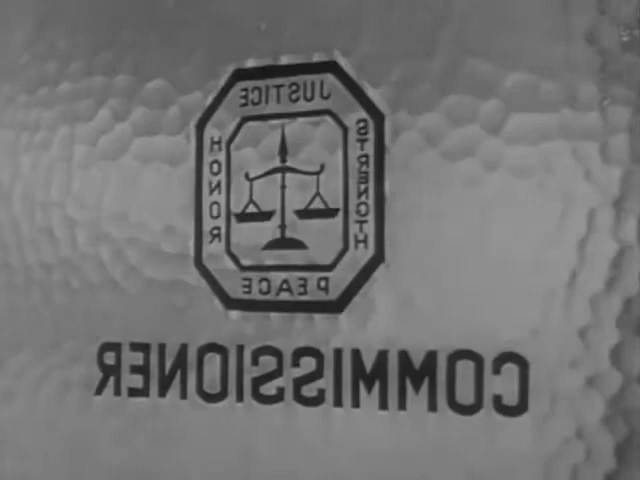 JUSTICE
HONOR
STRENGTH
PEACE
COMMISSIONER